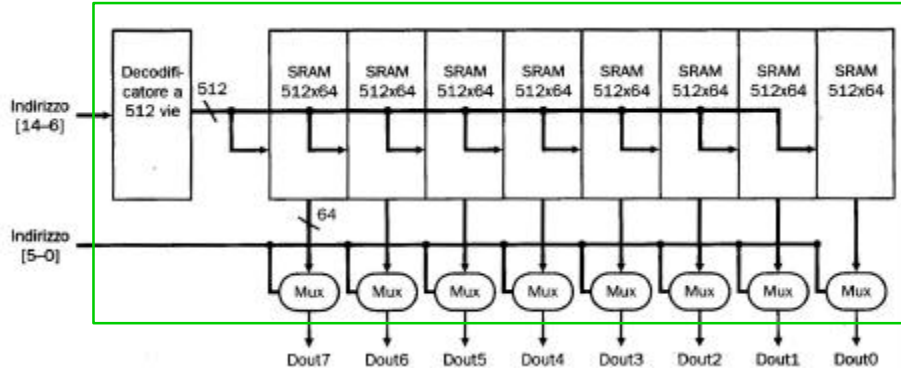 Decodifi-
catore a
512 vie
512
SRAM
512x64
SRAM
512x64
SRAM
512x64
SRAM
512x64
SRAM
512x64
SRAM
512x64
SRAM
512x64
SRAM
512x64
Indirizzo
[14–6]
64
Indirizzo
[5–0]
Mux
Mux
Mux
Mux
Mux
Mux
Mux
Mux
Dout7
Dout6
Dout5
Dout4
Dout3
Dout2
Dout1
Dout0